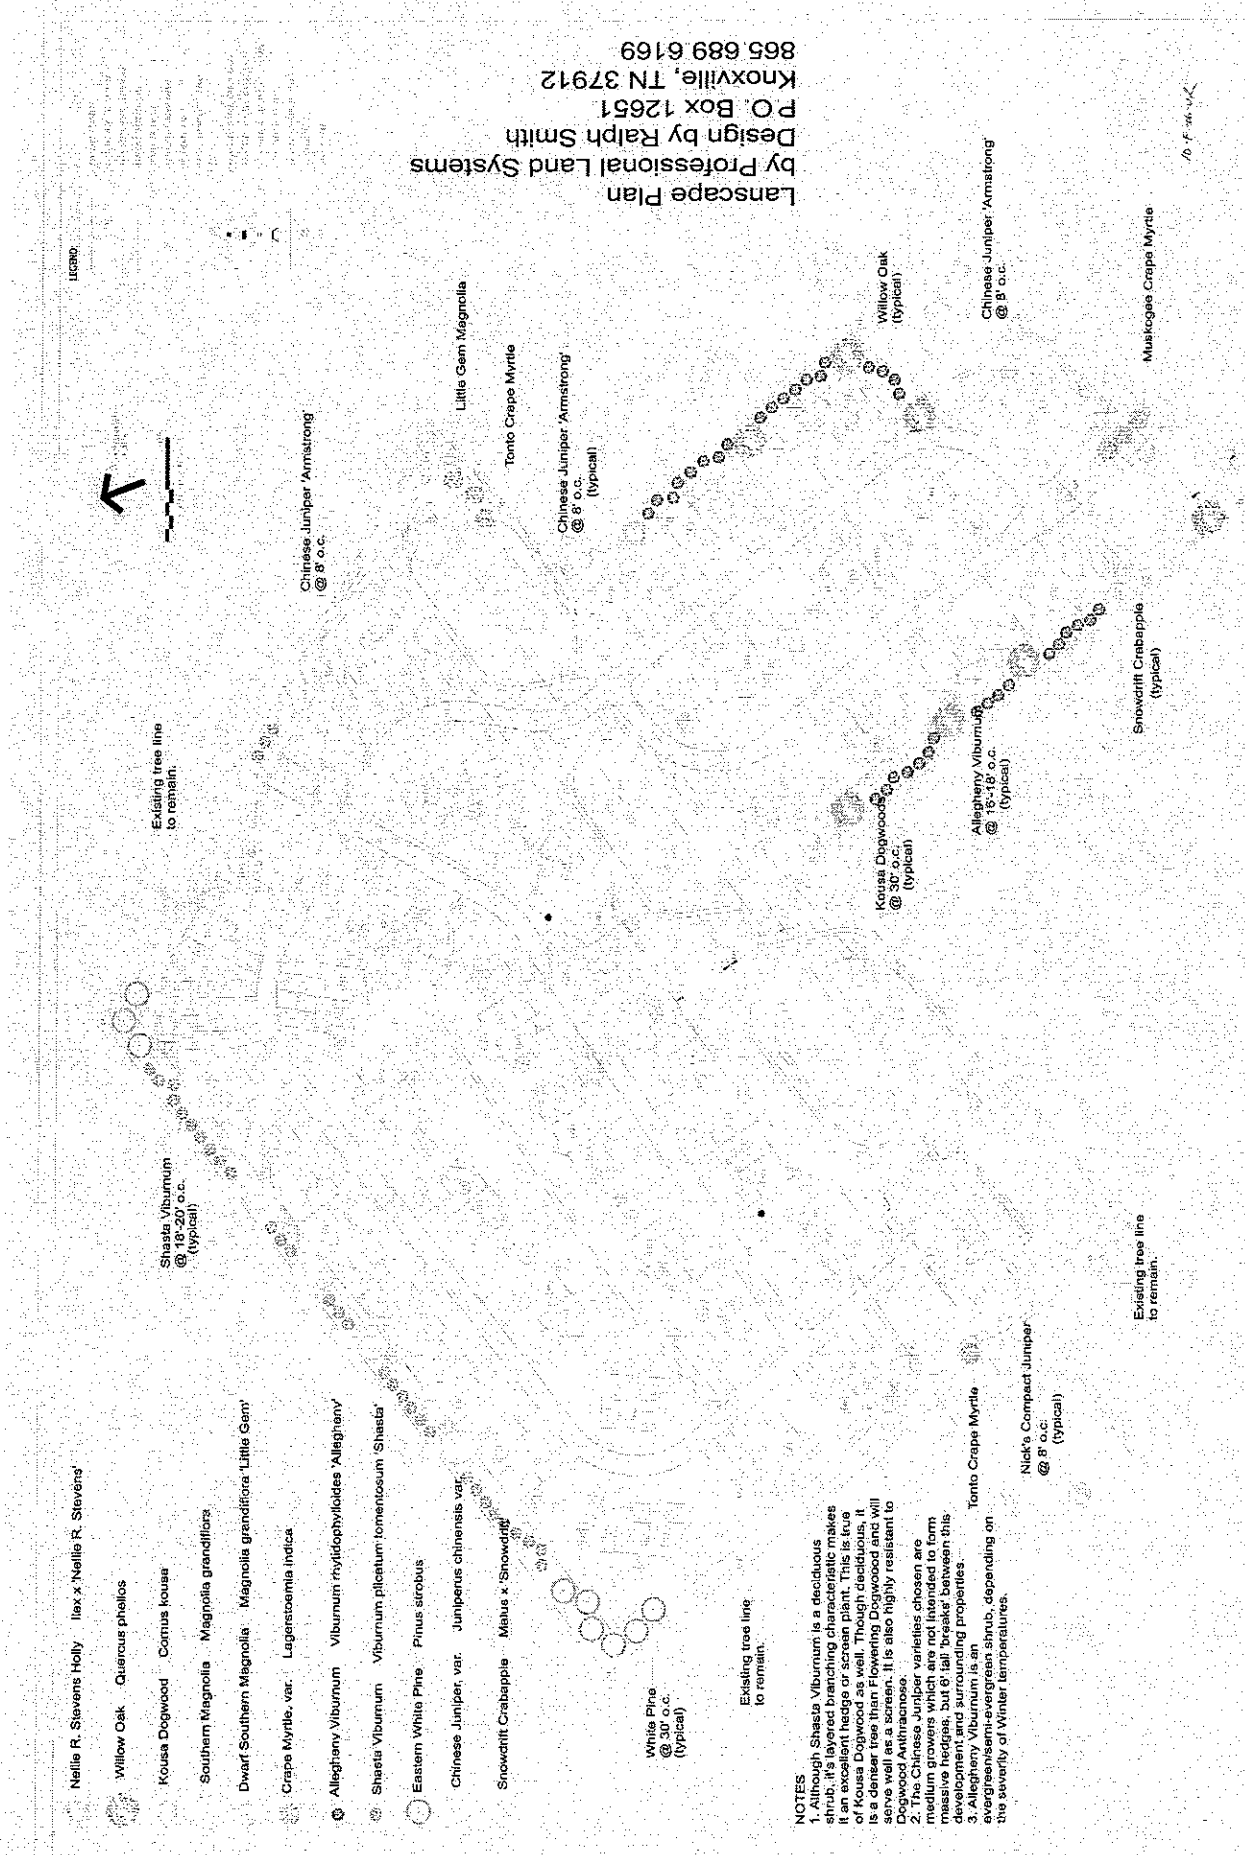 Lanscape Plan
by Professional Land Systems
Design by Ralph Smith
P.O. Box 12651
Knoxville, TN 37912
865 689 6169
LEGEND:
Nellie R. Stevens Holly Ilex x 'Nellie R. Stevens'
Willow Oak Quercus phollos
Kousa Dogwood Cornus kousa
Southern Magnolia Magnolia grandiflora
Dwarf Southern Magnolia Magnolia grandiflora 'Little Gem'
Crape Myrtle, var. Lagerstoemia indica
Allegheny Viburnum Viburnum rhytidophylloides 'Allegheny'
Shasta Viburnum Viburnum plicatum tomentosum 'Shasta'
Eastern White Pine Pinus strobus
Chinese Juniper, var. Juniperus chinensis var.
Snowdrift Crabapple Malus x 'Snowdrift'
Shasta Viburnum
@ 18'-20' o.c.
(typical)
Existing tree line
to remain.
Chinese Juniper 'Armstrong
@ 8' o.c.
Little Gem Magnolia
Tonto Crape Myrtle
Chinese Juniper 'Armstrong'
@ 8' o.c.
(typical)
Willow Oak
(typical)
Chinese Juniper 'Armstrong'
@ 8' o.c.
Muskogee Crape Myrtle
Kousa Dogwoods
@ 30' o.c.
(typical)
Allegheny Viburnum
@ 16'-18' o.c.
(typical)
Snowdrift Crabapple
(typical)
White Pine
@ 30' o.c.
(typical)
Existing tree line
to remain.
Tonto Crape Myrtle
Nick's Compact Juniper
@ 8' o.c.
(typical)
Existing tree line
to remain.
NOTES
1. Although Shasta Viburnum is a deciduous
shrub, it's layered branching characteristic makes
it an excellent hedge or screen plant. This is true
of Kousa Dogwood as well. Though deciduous, it
is a denser tree than Flowering Dogwoood and will
serve well as a screen. It is also highly resistant to
Dogwood Anthracnose.
2. The Chinese Juniper varieties chosen are
medium growers which are not intended to form
massive hedges, but 6' tall 'breaks' between this
development and surrounding properties.
3. Allegheny Viburnum is an
evergreen/semi-evergreen shrub, depending on
the severity of Winter temperatures.